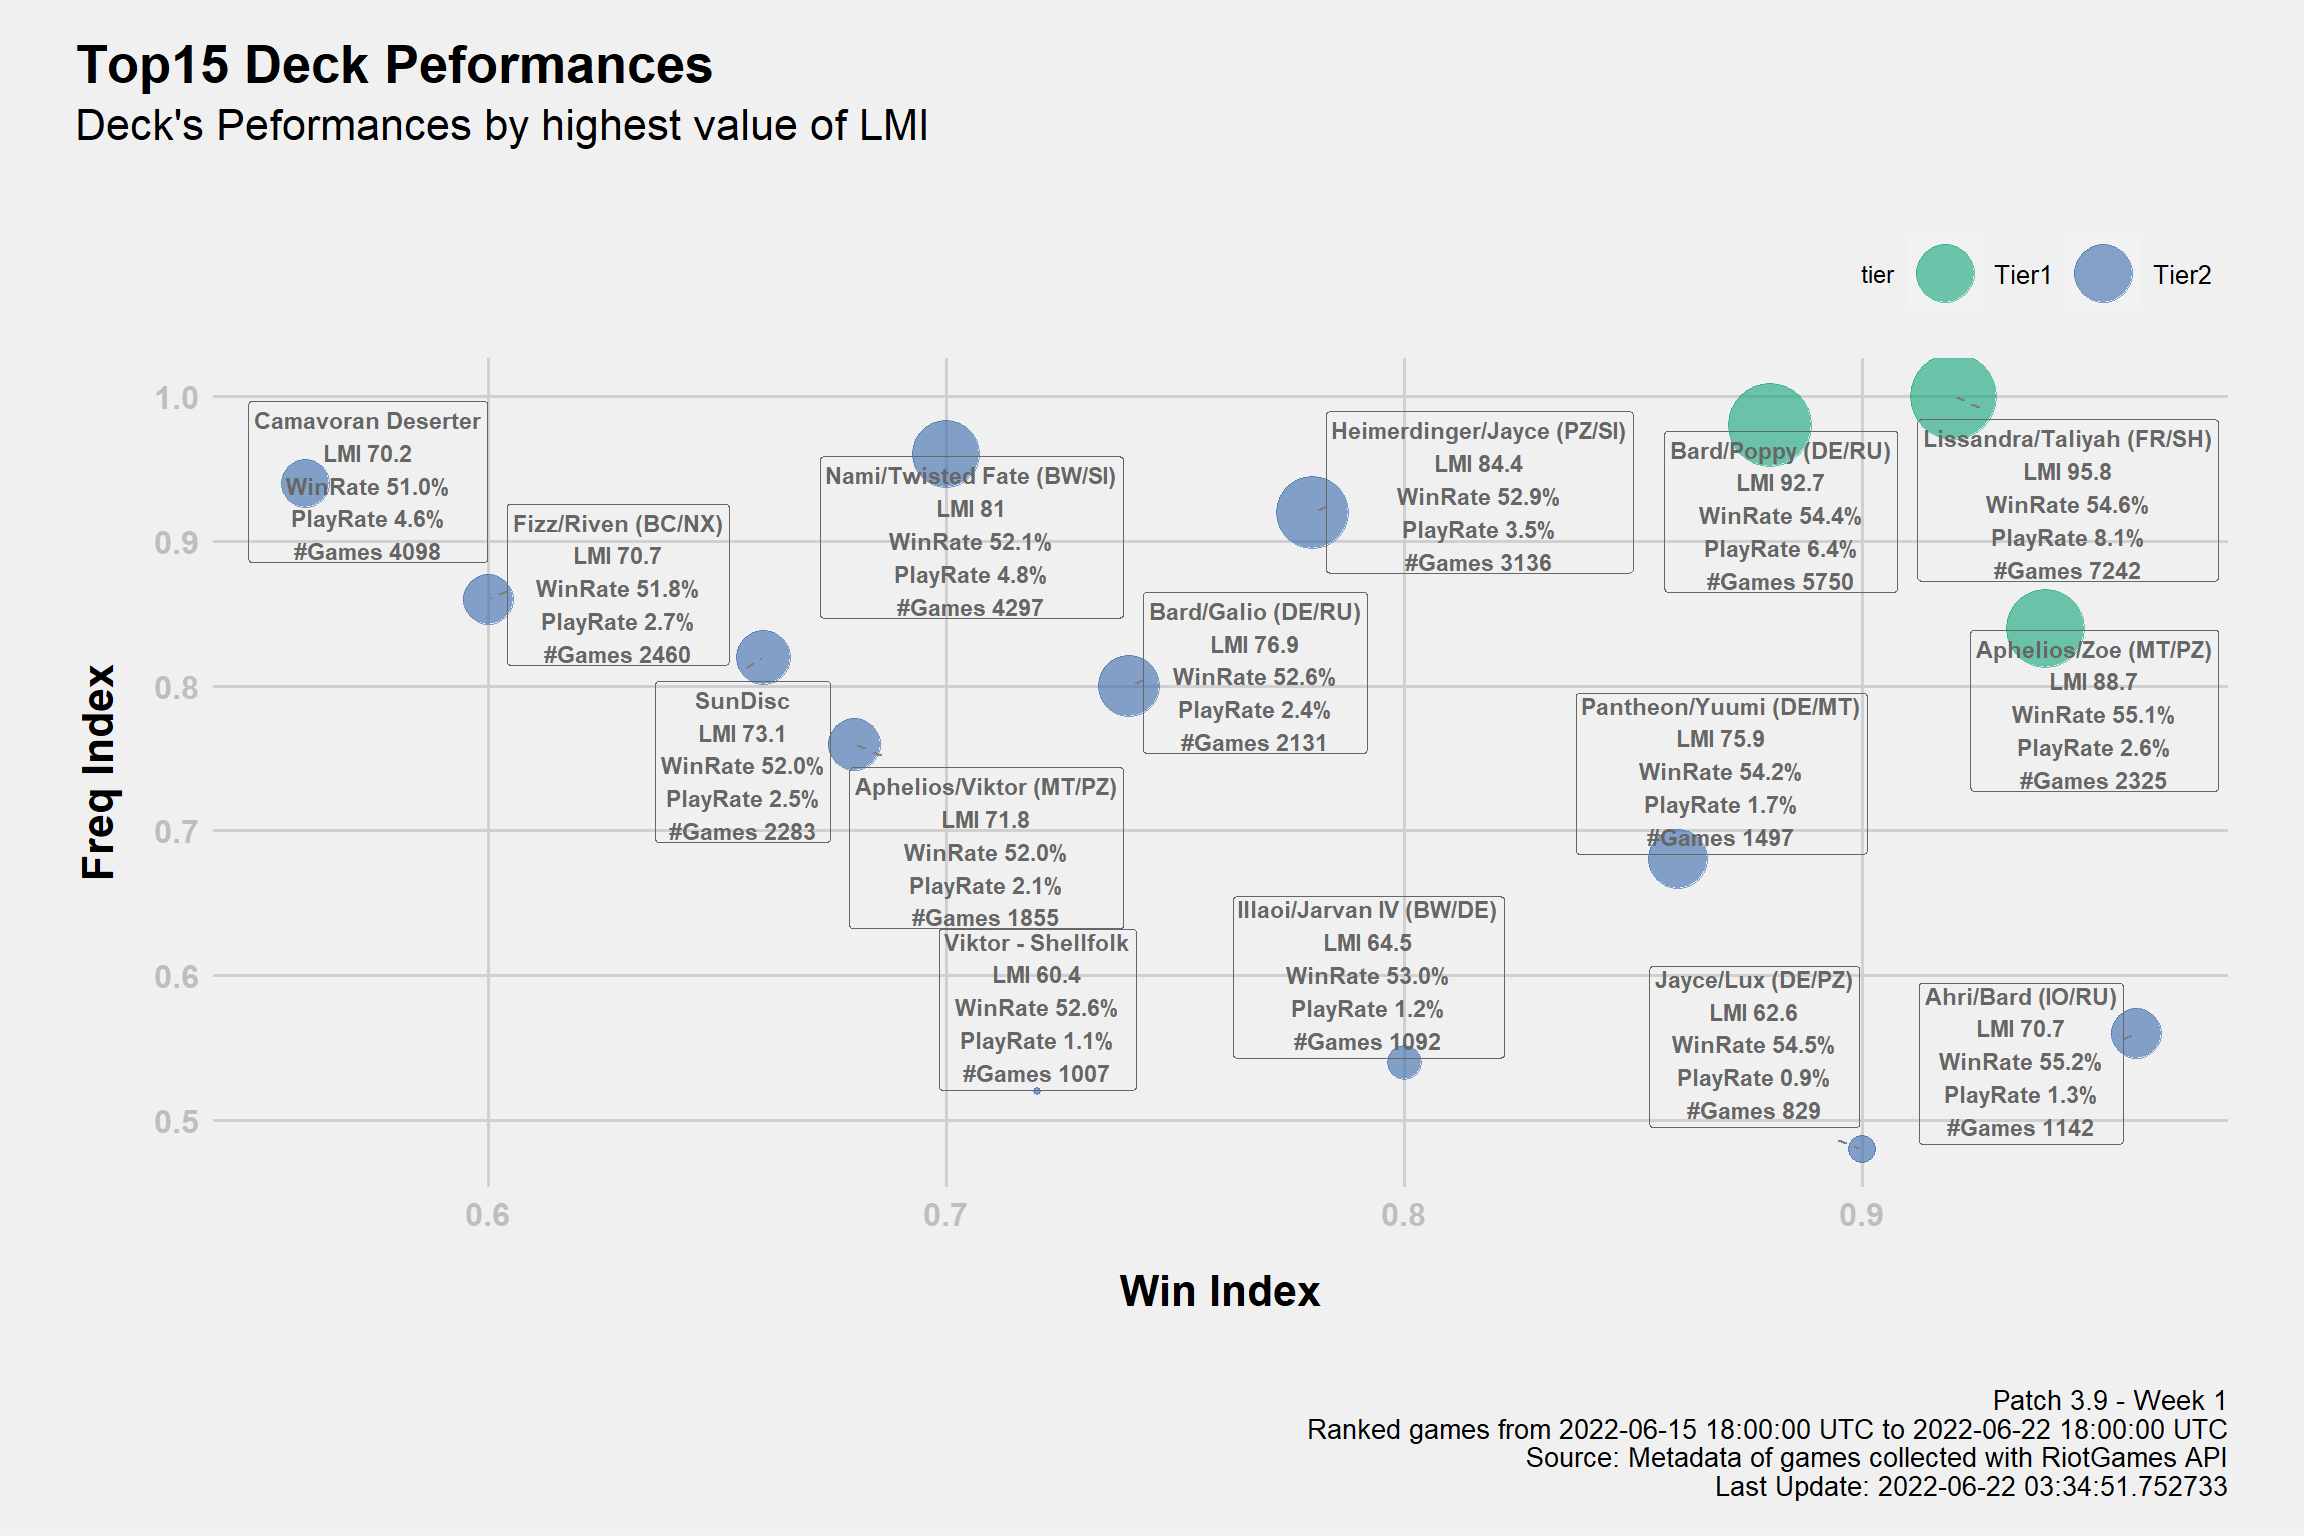 Top15 Deck Peformances
Deck's Peformances by highest value of LMI
tier
Tier1
Tier2
Freq Index
1.0
0.9
0.8
0.7
0.6
0.5
Camavoran Deserter
LMI 70.2
WinRate 51.0%
PlayRate 4.6%
#Games 4098
Fizz/Riven (BC/NX)
LMI 70.7
WinRate 51.8%
PlayRate 2.7%
#Games 2460
Nami/Twisted Fate (BW/SI)
LMI 81
WinRate 52.1%
PlayRate 4.8%
#Games 4297
Heimerdinger/Jayce (PZ/SI)
LMI 84.4
WinRate 52.9%
PlayRate 3.5%
#Games 3136
Bard/Poppy (DE/RU)
LMI 92.7
WinRate 54.4%
PlayRate 6.4%
#Games 5750
Lissandra/Taliyah (FR/SH)
LMI 95.8
WinRate 54.6%
PlayRate 8.1%
#Games 7242
SunDisc
LMI 73.1
WinRate 52.0%
PlayRate 2.5%
#Games 2283
Bard/Galio (DE/RU)
LMI 76.9
WinRate 52.6%
PlayRate 2.4%
#Games 2131
Aphelios/Zoe (MT/PZ)
LMI 88.7
WinRate 55.1%
PlayRate 2.6%
#Games 2325
Aphelios/Viktor (MT/PZ)
LMI 71.8
WinRate 52.0%
PlayRate 2.1%
#Games 1855
Pantheon/Yuumi (DE/MT)
LMI 75.9
WinRate 54.2%
PlayRate 1.7%
#Games 1497
Viktor - Shellfolk
LMI 60.4
WinRate 52.6%
PlayRate 1.1%
#Games 1007
Illaoi/Jarvan IV (BW/DE)
LMI 64.5
WinRate 53.0%
PlayRate 1.2%
#Games 1092
Jayce/Lux (DE/PZ)
LMI 62.6
WinRate 54.5%
PlayRate 0.9%
#Games 829
Ahri/Bard (IO/RU)
LMI 70.7
WinRate 55.2%
PlayRate 1.3%
#Games 1142
0.6
0.7
0.8
0.9
Win Index
Patch 3.9 - Week 1
Ranked games from 2022-06-15 18:00:00 UTC to 2022-06-22 18:00:00 UTC
Source: Metadata of games collected with RiotGames API
Last Update: 2022-06-22 03:34:51.752733